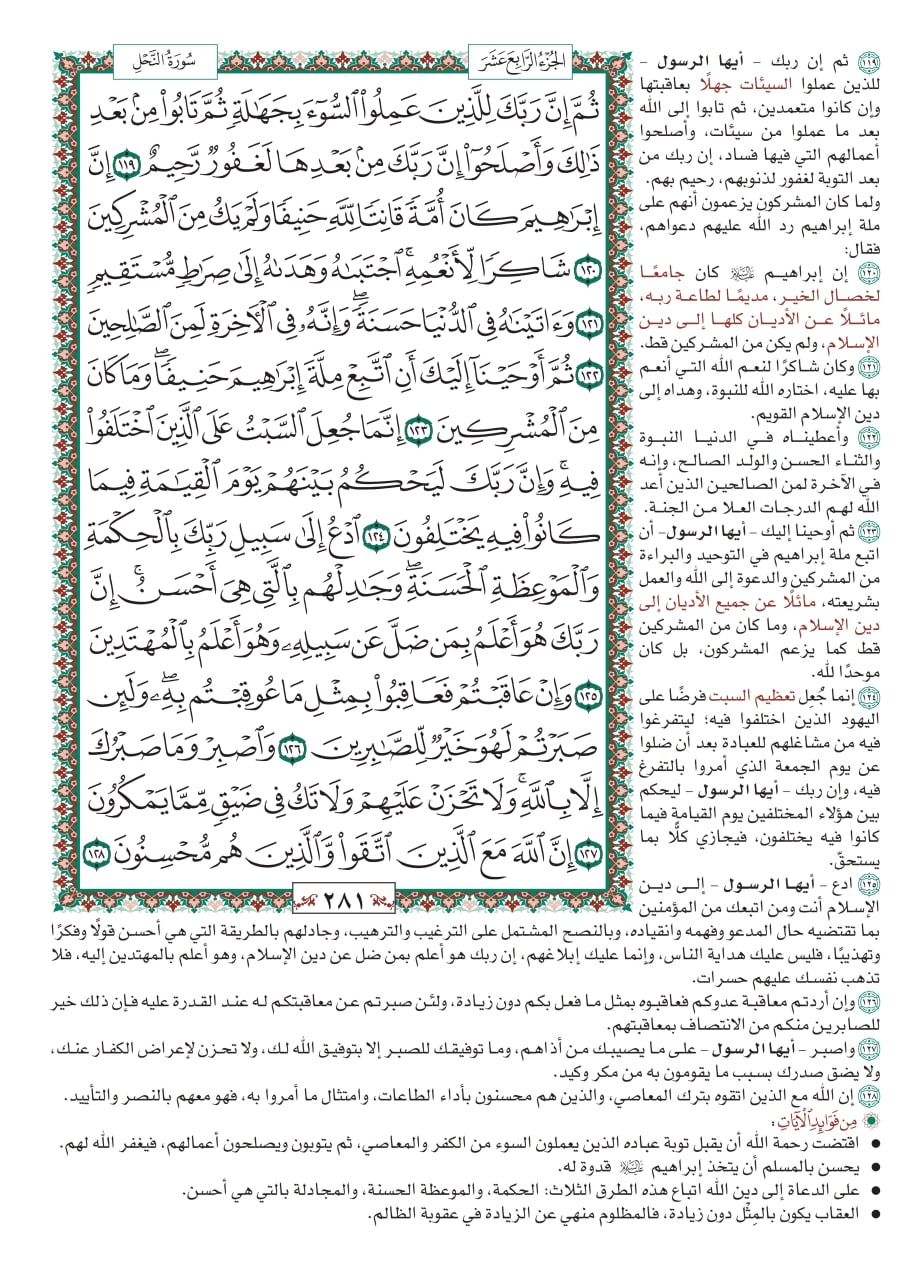 الجُزْءُ الرَّابِعَ عَشَرَ
سُورَةُ النَّحْلِ
ثُمَّ إِنَّ رَبَّكَ لِلَّذِينَ عَمِلُوا۟ ٱلسُّوٓءَ بِجَهَٰلَةٍ ثُمَّ تَابُوا۟ مِنۢ بَعْدِ
ذَٰلِكَ وَأَصْلَحُوٓا۟ إِنَّ رَبَّكَ مِنۢ بَعْدِهَا لَغَفُورٌ رَّحِيمٌ ١١٩ إِنَّ
إِبْرَٰهِيمَ كَانَ أُمَّةً قَانِتًا لِّلَّهِ حَنِيفًا وَلَمْ يَكُ مِنَ ٱلْمُشْرِكِينَ
١٢٠ شَاكِرًا لِّأَنْعُمِهِۚ ٱجْتَبَىٰهُ وَهَدَىٰهُ إِلَىٰ صِرَٰطٍ مُّسْتَقِيمٍ
١٢١ وَءَاتَيْنَٰهُ فِى ٱلدُّنْيَا حَسَنَةًۖ وَإِنَّهُۥ فِى ٱلْءَاخِرَةِ لَمِنَ ٱلصَّٰلِحِينَ
١٢٢ ثُمَّ أَوْحَيْنَآ إِلَيْكَ أَنِ ٱتَّبِعْ مِلَّةَ إِبْرَٰهِيمَ حَنِيفًاۖ وَمَا كَانَ
مِنَ ٱلْمُشْرِكِينَ ١٢٣ إِنَّمَا جُعِلَ ٱلسَّبْتُ عَلَى ٱلَّذِينَ ٱخْتَلَفُوا۟
فِيهِۚ وَإِنَّ رَبَّكَ لَيَحْكُمُ بَيْنَهُمْ يَوْمَ ٱلْقِيَٰمَةِ فِيمَا
كَانُوا۟ فِيهِ يَخْتَلِفُونَ ١٢٤ ٱدْعُ إِلَىٰ سَبِيلِ رَبِّكَ بِٱلْحِكْمَةِ
وَٱلْمَوْعِظَةِ ٱلْحَسَنَةِۖ وَجَٰدِلْهُم بِٱلَّتِى هِىَ أَحْسَنُۚ إِنَّ
رَبَّكَ هُوَ أَعْلَمُ بِمَن ضَلَّ عَن سَبِيلِهِۦ وَهُوَ أَعْلَمُ بِٱلْمُهْتَدِينَ
١٢٥ وَإِنْ عَاقَبْتُمْ فَعَاقِبُوا۟ بِمِثْلِ مَا عُوقِبْتُم بِهِۦۖ وَلَئِن
صَبَرْتُمْ لَهُوَ خَيْرٌ لِّلصَّٰبِرِينَ ١٢٦ وَٱصْبِرْ وَمَا صَبْرُكَ
إِلَّا بِٱللَّهِۚ وَلَا تَحْزَنْ عَلَيْهِمْ وَلَا تَكُ فِى ضَيْقٍ مِّمَّا يَمْكُرُونَ
١٢٧ إِنَّ ٱللَّهَ مَعَ ٱلَّذِينَ ٱتَّقَوا۟ وَّٱلَّذِينَ هُم مُّحْسِنُونَ ١٢٨
٢٨١
١١٩ ثم إن ربك - أيها الرسول -
للذين عملوا السيئات جهلًا بعاقبتها
وإن كانوا متعمدين، ثم تابوا إلى الله
بعد ما عملوا من سيئات، وأصلحوا
أعمالهم التي فيها فساد، إن ربك من
بعد التوبة لغفور لذنوبهم، رحيم بهم.
ولما كان المشركون يزعمون أنهم على
ملة إبراهيم رد الله عليهم دعواهم،
فقال:
١٢٠ إن إبراهيم ﵇ كان جامعًا
لخصال الخير، مديمًا لطاعة ربه،
مائلًا عن الأديان كلها إلى دين
الإسلام، ولم يكن من المشركين قط.
١٢١ وكان شاكرًا لنعم الله التي أنعم
بها عليه، اختاره الله للنبوة، وهداه إلى
دين الإسلام القويم.
١٢٢ وأعطيناه في الدنيا النبوة
والثناء الحسن والولد الصالح، وإنه
في الآخرة لمن الصالحين الذين أعد
الله لهم الدرجات العلا من الجنة.
١٢٣ ثم أوحينا إليك - أيها الرسول- أن
اتبع ملة إبراهيم في التوحيد والبراءة
من المشركين والدعوة إلى الله والعمل
بشريعته، مائلًا عن جميع الأديان إلى
دين الإسلام، وما كان من المشركين
قط كما يزعم المشركون، بل كان
موحدًا لله.
١٢٤ إنما جُعِل تعظيم السبت فرضًا على
اليهود الذين اختلفوا فيه؛ ليتفرغوا
فيه من مشاغلهم للعبادة بعد أن ضلوا
عن يوم الجمعة الذي أمروا بالتفرغ
فيه، وإن ربك - أيها الرسول - ليحكم
بين هؤلاء المختلفين يوم القيامة فيما
كانوا فيه يختلفون، فيجازي كلًّا بما
يستحقّ.
١٢٥ ادع - أيها الرسول - إلى دين
الإسلام أنت ومن اتبعك من المؤمنين
بما تقتضيه حال المدعو وفهمه وانقياده، وبالنصح المشتمل على الترغيب والترهيب، وجادلهم بالطريقة التي هي أحسن قولًا وفكرًا
وتهذيبًا، فليس عليك هداية الناس، وإنما عليك إبلاغهم، إن ربك هو أعلم بمن ضل عن دين الإسلام، وهو أعلم بالمهتدين إليه، فلا
تذهب نفسك عليهم حسرات.
١٢٦ وإن أردتم معاقبة عدوكم فعاقبوه بمثل ما فعل بكم دون زيادة، ولئن صبرتم عن معاقبتكم له عند القدرة عليه فإن ذلك خير
للصابرين منكم من الانتصاف بمعاقبتهم.
١٢٧ واصبر - أيها الرسول - على ما يصيبك من أذاهم، وما توفيقك للصبر إلا بتوفيق الله لك، ولا تحزن لإعراض الكفار عنك،
ولا يضق صدرك بسبب ما يقومون به من مكر وكيد.
١٢٨ إن الله مع الذين اتقوه بترك المعاصي، والذين هم محسنون بأداء الطاعات، وامتثال ما أمروا به، فهو معهم بالنصر والتأييد.
مِن فَوَائِدِ الآيَاتِ:
• اقتضت رحمة الله أن يقبل توبة عباده الذين يعملون السوء من الكفر والمعاصي، ثم يتوبون ويصلحون أعمالهم، فيغفر الله لهم.
• يحسن بالمسلم أن يتخذ إبراهيم ﵇ قدوة له.
• على الدعاة إلى دين الله اتباع هذه الطرق الثلاث: الحكمة، والموعظة الحسنة، والمجادلة بالتي هي أحسن.
• العقاب يكون بالمِثْل دون زيادة، فالمظلوم منهي عن الزيادة في عقوبة الظالم.